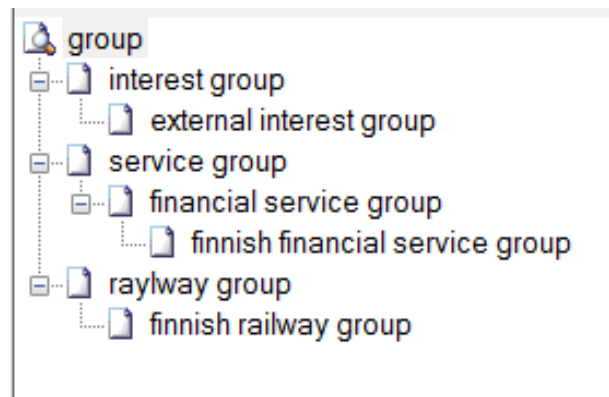 group
interest group
external interest group
service group
financial service group
finnish financial service group
raylway group
finnish railway group